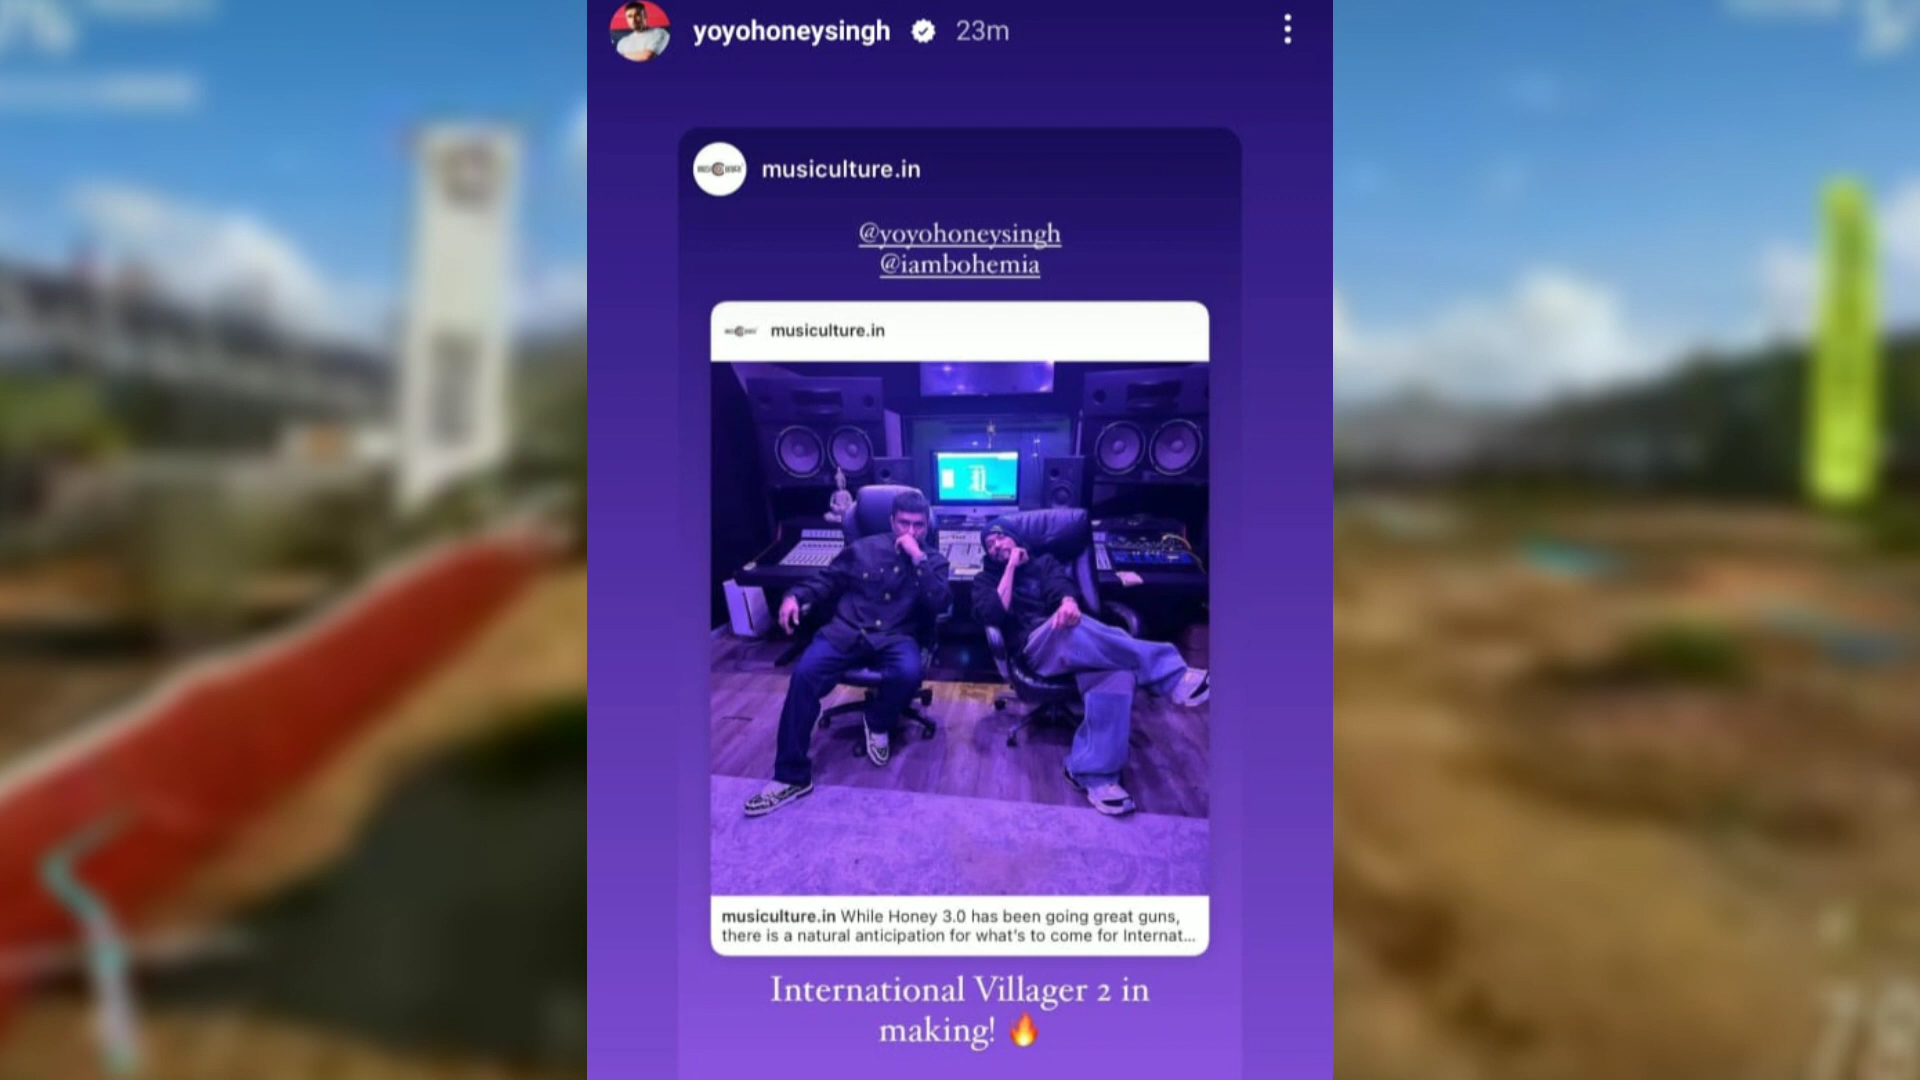 yoyohoneysingh 23m
musiculture.in
@yoyohoneysingh
@iambohemia
musiculture.in
musiculture.in While Honey 3.0 has been going great guns,
there is a natural anticipation for what's to come for Internat...
International Villager 2 in
making! 🔥